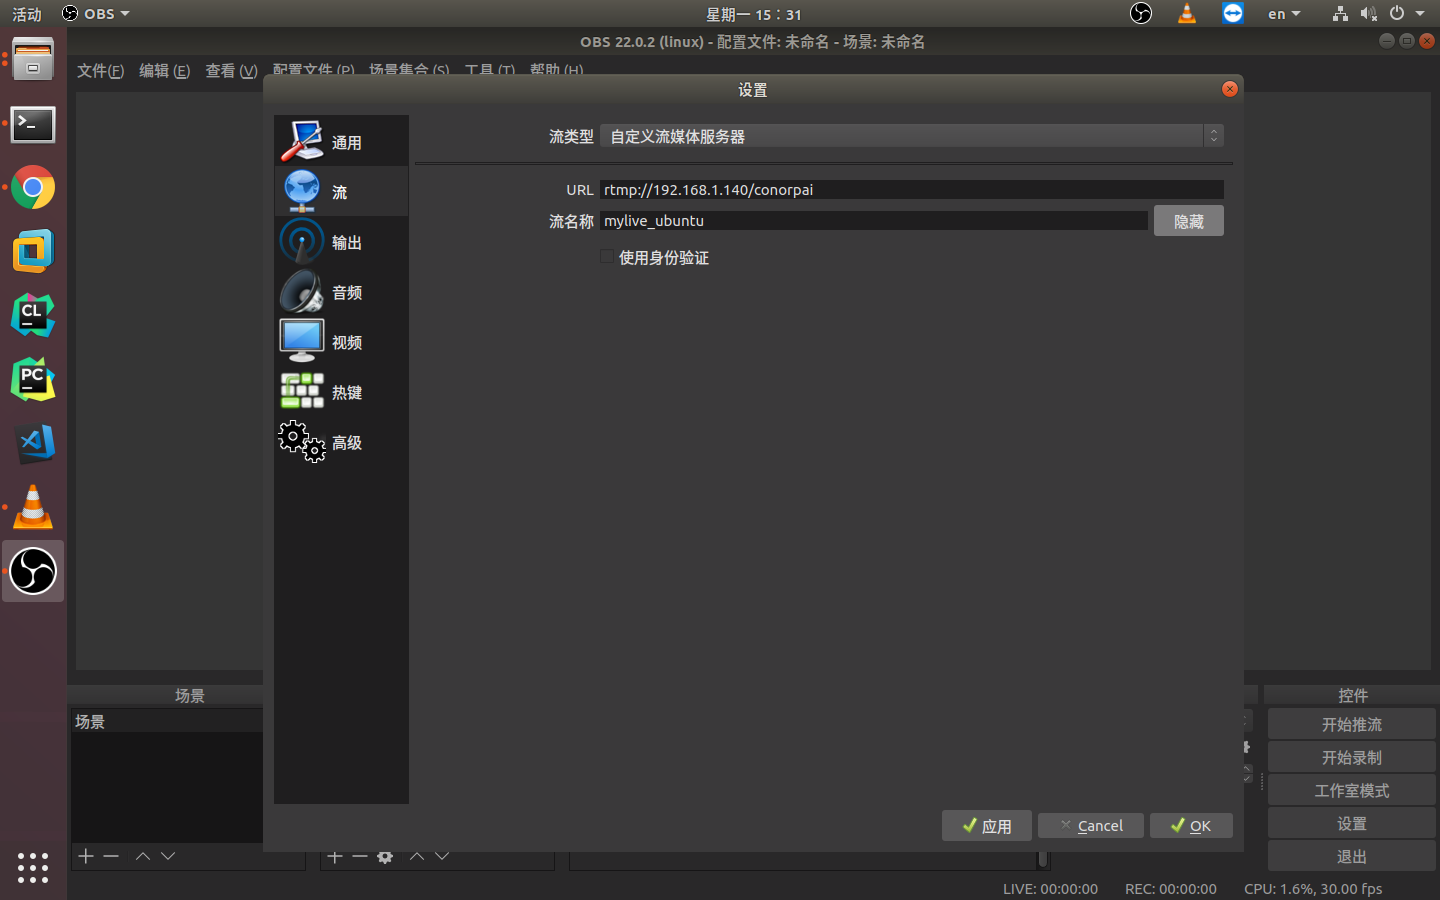 活动 OBS 星期一 15：31 en
OBS 22.0.2 (linux) - 配置文件: 未命名 - 场景: 未命名
文件(F) 编辑 (E) 查看 (V) 配置文件 (P) 场景集合 (S) 工具 (T) 帮助 (H)
设置
通用
流
输出
音频
视频
热键
高级
流类型 自定义流媒体服务器
URL rtmp://192.168.1.140/conorpai
流名称 mylive_ubuntu 隐藏
使用身份验证
应用 Cancel OK
CL
PC
场景
场景
控件
开始推流
开始录制
工作室模式
设置
退出
LIVE: 00:00:00 REC: 00:00:00 CPU: 1.6%, 30.00 fps